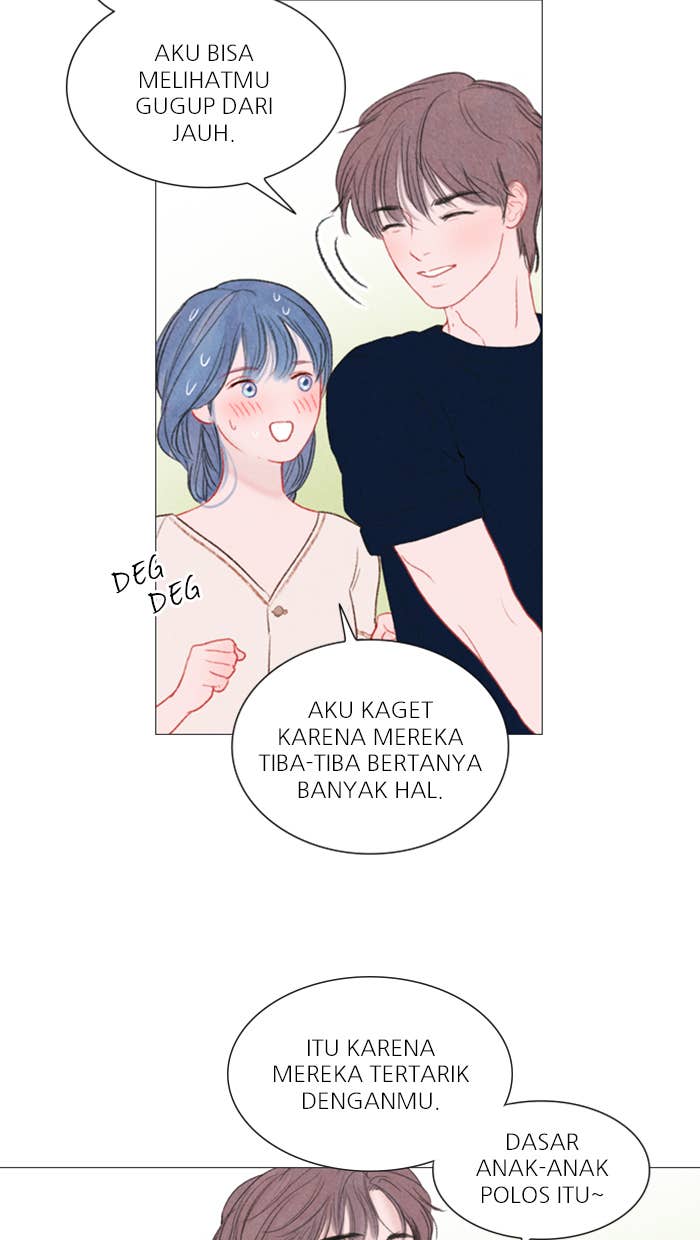 AKU BISA
MELIHATMU
GUGUP DARI
JAUH.
DEG
DEG
AKU KAGET
KARENA MEREKA
TIBA-TIBA BERTANYA
BANYAK HAL.
ITU KARENA
MEREKA TERTARIK
DENGANMU.
DASAR
ANAK-ANAK
POLOS ITU~